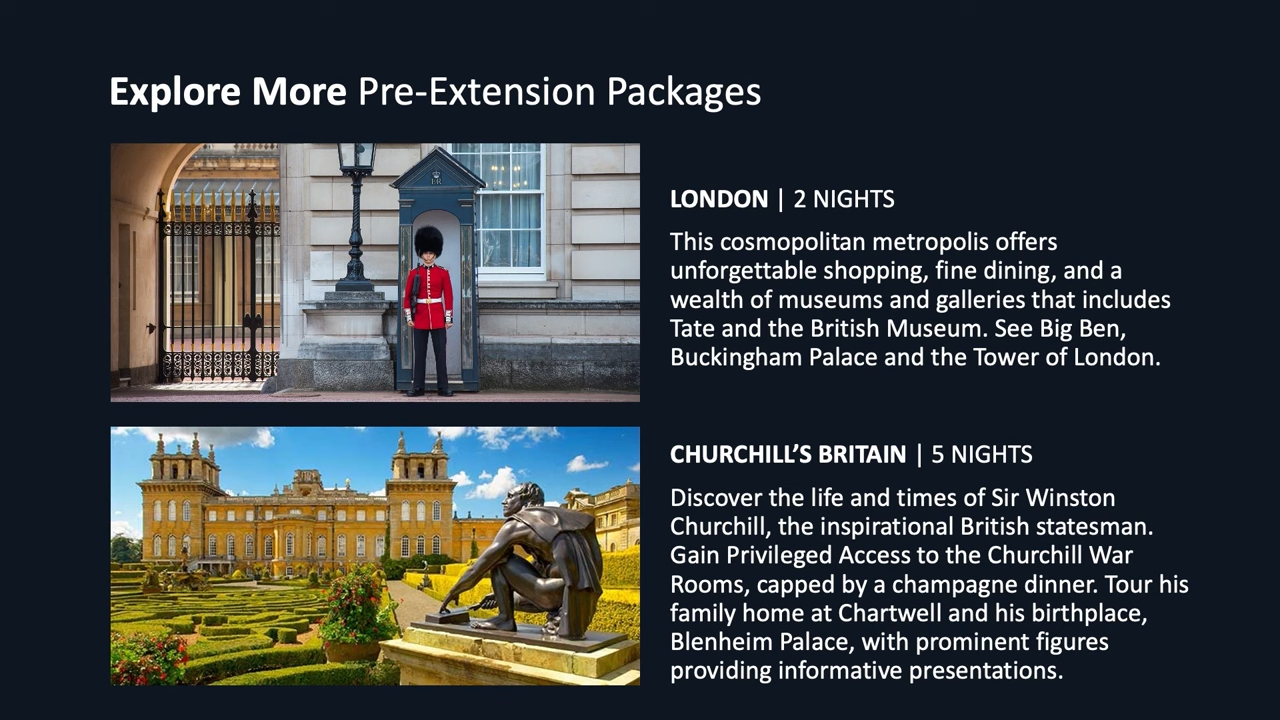 Explore More Pre-Extension Packages
LONDON | 2 NIGHTS
This cosmopolitan metropolis offers
unforgettable shopping, fine dining, and a
wealth of museums and galleries that includes
Tate and the British Museum. See Big Ben,
Buckingham Palace and the Tower of London.
CHURCHILL’S BRITAIN | 5 NIGHTS
Discover the life and times of Sir Winston
Churchill, the inspirational British statesman.
Gain Privileged Access to the Churchill War
Rooms, capped by a champagne dinner. Tour his
family home at Chartwell and his birthplace,
Blenheim Palace, with prominent figures
providing informative presentations.